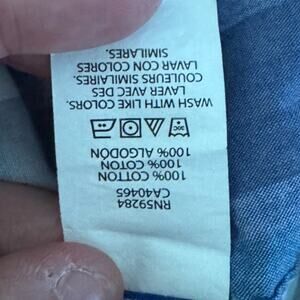 RN59284
CA40465
100% COTTON
100% COTON
100% ALGODON
WASH WITH LIKE COLORS.
LAVER AVEC DES
COULEURS SIMILAIRES.
LAVAR CON COLORES
SIMILARES.